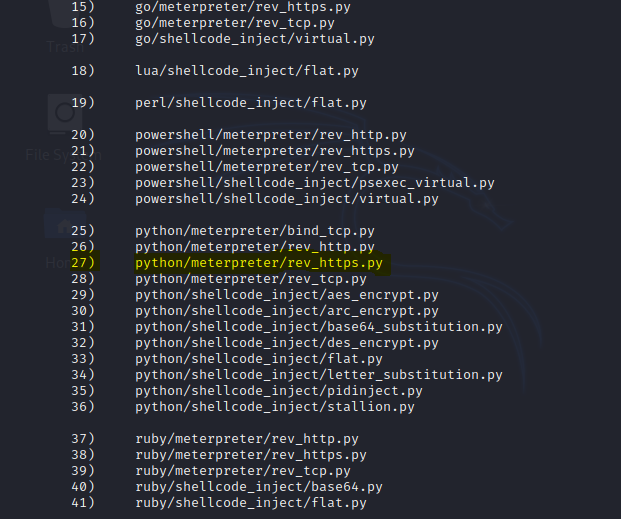 15) go/meterpreter/rev_https.py
16) go/meterpreter/rev_tcp.py
17) go/shellcode_inject/virtual.py
Trash
18) lua/shellcode_inject/flat.py
19) perl/shellcode_inject/flat.py
20) powershell/meterpreter/rev_http.py
21) powershell/meterpreter/rev_https.py
File System
22) powershell/meterpreter/rev_tcp.py
23) powershell/shellcode_inject/psexec_virtual.py
24) powershell/shellcode_inject/virtual.py
25) python/meterpreter/bind_tcp.py
26) python/meterpreter/rev_http.py
27) python/meterpreter/rev_https.py
28) python/meterpreter/rev_tcp.py
29) python/shellcode_inject/aes_encrypt.py
30) python/shellcode_inject/arc_encrypt.py
31) python/shellcode_inject/base64_substitution.py
32) python/shellcode_inject/des_encrypt.py
33) python/shellcode_inject/flat.py
34) python/shellcode_inject/letter_substitution.py
35) python/shellcode_inject/pidinject.py
36) python/shellcode_inject/stallion.py
37) ruby/meterpreter/rev_http.py
38) ruby/meterpreter/rev_https.py
39) ruby/meterpreter/rev_tcp.py
40) ruby/shellcode_inject/base64.py
41) ruby/shellcode_inject/flat.py